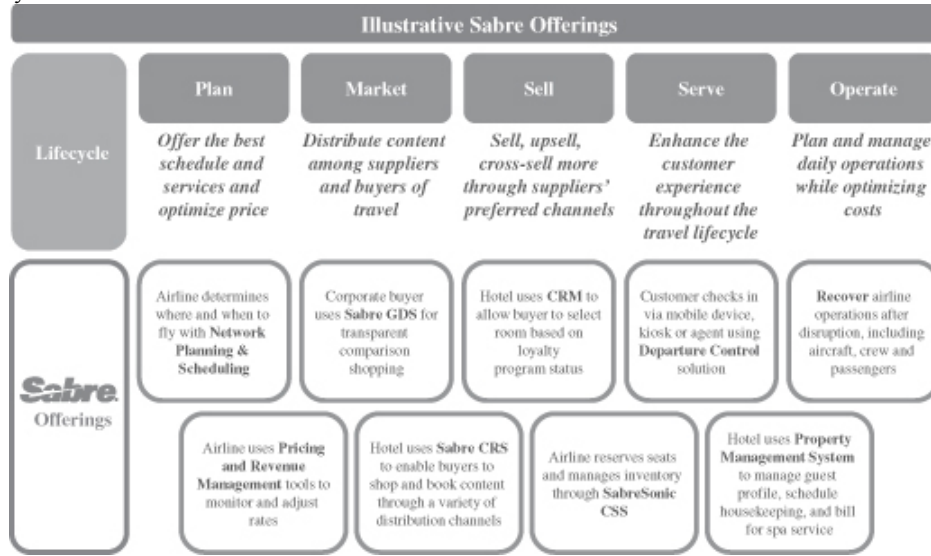 Illustrative Sabre Offerings
Lifecycle
Plan
Offer the best
schedule and
services and
optimize price
Market
Distribute content
among suppliers
and buyers of
travel
Sell
Sell, upsell,
cross-sell more
through suppliers'
preferred channels
Serve
Enhance the
customer
experience
throughout the
travel lifecycle
Operate
Plan and manage
daily operations
while optimizing
costs
Sabre.
Offerings
Airline determines
where and when to
fly with Network
Planning &
Scheduling
Corporate buyer
uses Sabre GDS for
transparent
comparison
shopping
Hotel uses CRM to
allow buyer to select
room based on
loyalty
program status
Customer checks in
via mobile device,
kiosk or agent using
Departure Control
solution
Recover airline
operations after
disruption, including
aircraft, crew and
passengers
Airline uses Pricing
and Revenue
Management tools to
monitor and adjust
rates
Hotel uses Sabre CRS
to enable buyers to
shop and book content
through a variety of
distribution channels
Airline reserves seats
and manages inventory
through SabreSonic
CSS
Hotel uses Property
Management System
to manage guest
profile, schedule
housekeeping, and bill
for spa service